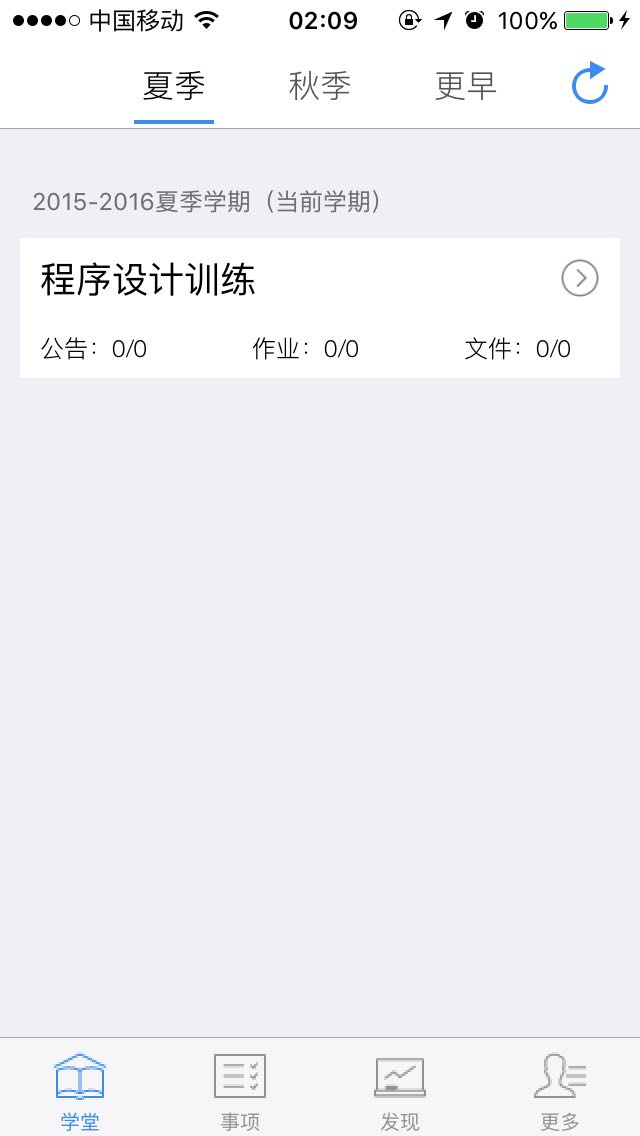 中国移动 02:09 100%
夏季 秋季 更早
2015-2016夏季学期（当前学期）
程序设计训练
公告：0/0 作业：0/0 文件：0/0
学堂 事项 发现 更多